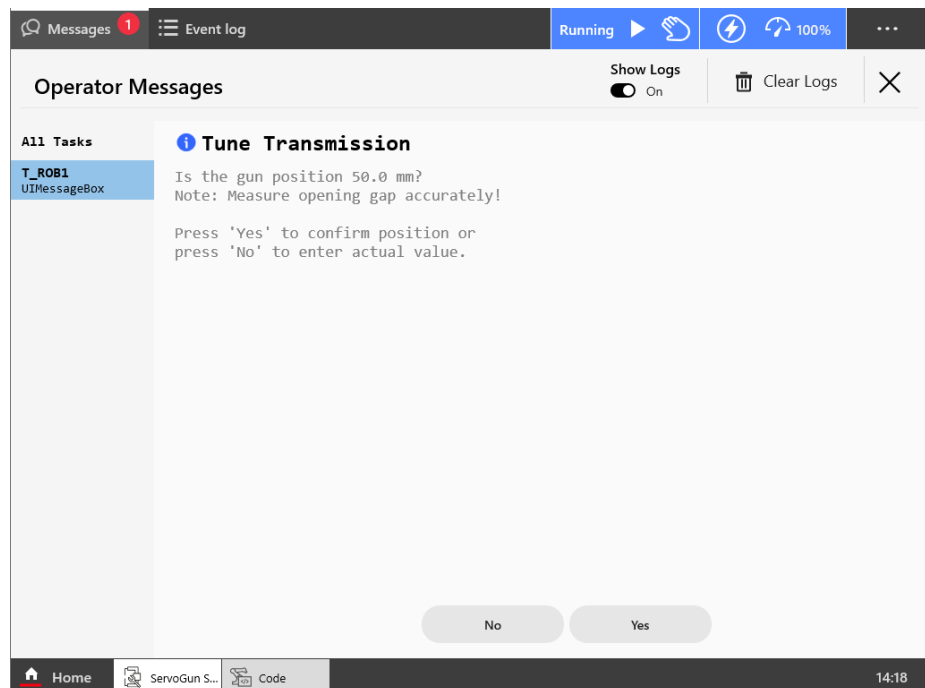 Messages 1 Event log Running 100% ...
Operator Messages
Show Logs
On
Clear Logs
All Tasks
T_ROB1
UIMessageBox
Tune Transmission
Is the gun position 50.0 mm?
Note: Measure opening gap accurately!
Press 'Yes' to confirm position or
press 'No' to enter actual value.
No Yes
Home ServoGun S... Code 14:18